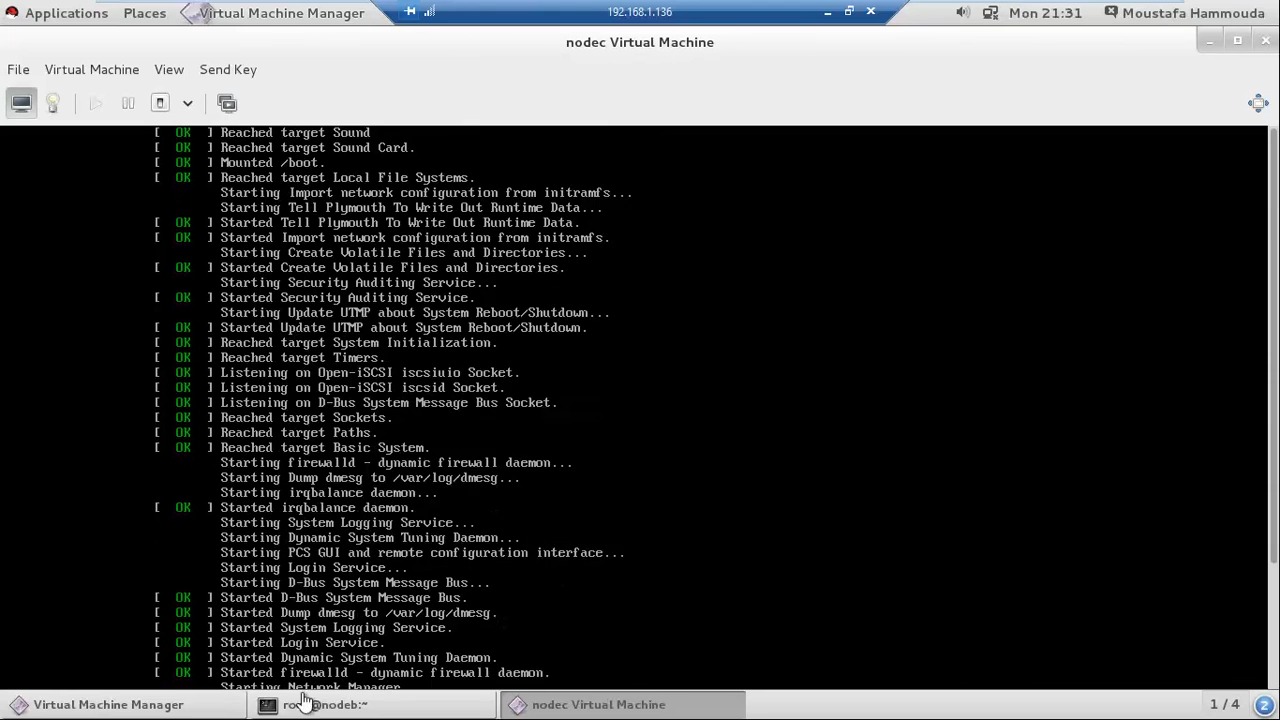 Applications Places Virtual Machine Manager 192.168.1.136 Mon 21:31 Moustafa Hammouda
nodec Virtual Machine
File Virtual Machine View Send Key
[ OK ] Reached target Sound
[ OK ] Reached target Sound Card.
[ OK ] Mounted /boot.
[ OK ] Reached target Local File Systems.
Starting Import network configuration from initramfs...
Starting Tell Plymouth To Write Out Runtime Data...
[ OK ] Started Tell Plymouth To Write Out Runtime Data.
[ OK ] Started Import network configuration from initramfs.
Starting Create Volatile Files and Directories...
[ OK ] Started Create Volatile Files and Directories.
Starting Security Auditing Service...
[ OK ] Started Security Auditing Service.
Starting Update UTMP about System Reboot/Shutdown...
[ OK ] Started Update UTMP about System Reboot/Shutdown.
[ OK ] Reached target System Initialization.
[ OK ] Reached target Timers.
[ OK ] Listening on Open-iSCSI iscsiuio Socket.
[ OK ] Listening on Open-iSCSI iscsid Socket.
[ OK ] Listening on D-Bus System Message Bus Socket.
[ OK ] Reached target Sockets.
[ OK ] Reached target Paths.
[ OK ] Reached target Basic System.
Starting firewalld - dynamic firewall daemon...
Starting Dump dmesg to /var/log/dmesg...
Starting irqbalance daemon...
[ OK ] Started irqbalance daemon.
Starting System Logging Service...
Starting Dynamic System Tuning Daemon...
Starting PCS GUI and remote configuration interface...
Starting Login Service...
Starting D-Bus System Message Bus...
[ OK ] Started D-Bus System Message Bus.
[ OK ] Started Dump dmesg to /var/log/dmesg.
[ OK ] Started System Logging Service.
[ OK ] Started Login Service.
[ OK ] Started Dynamic System Tuning Daemon.
[ OK ] Started firewalld - dynamic firewall daemon.
Starting Network Manager
Virtual Machine Manager root@nodeb:~ nodec Virtual Machine 1 / 4 2